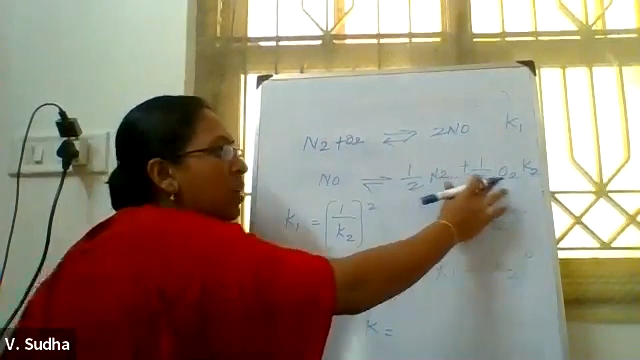 N2 + O2 ⇌ 2NO K1
NO ⇌ 1/2 N2 + 1/2 O2 K2
K1 = (1/K2)^2
K =
V. Sudha